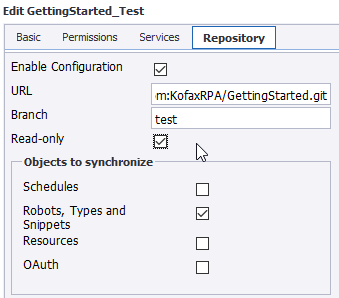 Edit GettingStarted_Test
Basic Permissions Services Repository
Enable Configuration
URL m:KofaxRPA/GettingStarted.git
Branch test
Read-only
Objects to synchronize
Schedules
Robots, Types and
Snippets
Resources
OAuth